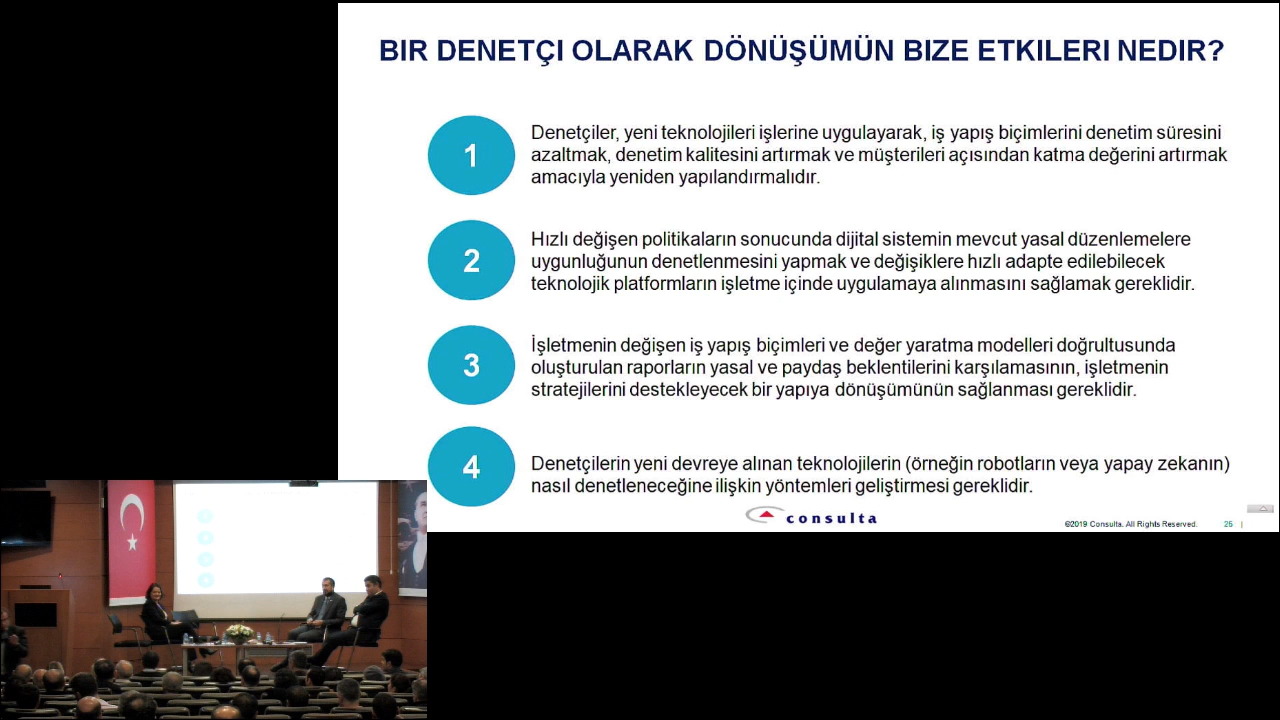 BIR DENETÇI OLARAK DÖNÜŞÜMÜN BIZE ETKILERI NEDIR?
1
Denetçiler, yeni teknolojileri işlerine uygulayarak, iş yapış biçimlerini denetim süresini
azaltmak, denetim kalitesini artırmak ve müşterileri açısından katma değerini artırmak
amacıyla yeniden yapılandırmalıdır.
2
Hızlı değişen politikaların sonucunda dijital sistemin mevcut yasal düzenlemelere
uygunluğunun denetlenmesini yapmak ve değişiklere hızlı adapte edilebilecek
teknolojik platformların işletme içinde uygulamaya alınmasını sağlamak gereklidir.
3
İşletmenin değişen iş yapış biçimleri ve değer yaratma modelleri doğrultusunda
oluşturulan raporların yasal ve paydaş beklentilerini karşılamasının, işletmenin
stratejilerini destekleyecek bir yapıya dönüşümünün sağlanması gereklidir.
4
Denetçilerin yeni devreye alınan teknolojilerin (örneğin robotların veya yapay zekanın)
nasıl denetleneceğine ilişkin yöntemleri geliştirmesi gereklidir.
consulta
©2019 Consulta. All Rights Reserved. 25 |